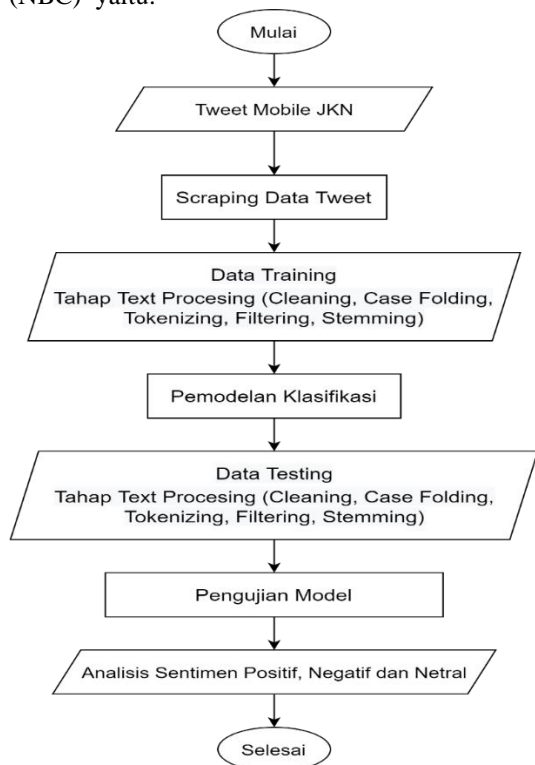 (NBC) yaitu:
Mulai
Tweet Mobile JKN
Scraping Data Tweet
Data Training
Tahap Text Procesing (Cleaning, Case Folding,
Tokenizing, Filtering, Stemming)
Pemodelan Klasifikasi
Data Testing
Tahap Text Procesing (Cleaning, Case Folding,
Tokenizing, Filtering, Stemming)
Pengujian Model
Analisis Sentimen Positif, Negatif dan Netral
Selesai